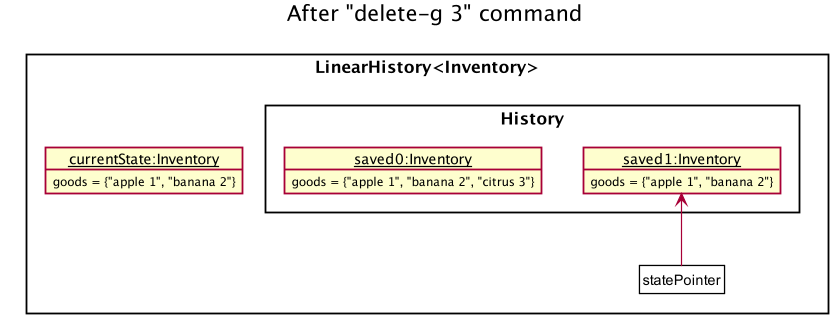 After "delete-g 3" command
LinearHistory<Inventory>
History
currentState:Inventory
goods = {"apple 1", "banana 2"}
saved0:Inventory
goods = {"apple 1", "banana 2", "citrus 3"}
saved1:Inventory
goods = {"apple 1", "banana 2"}
statePointer